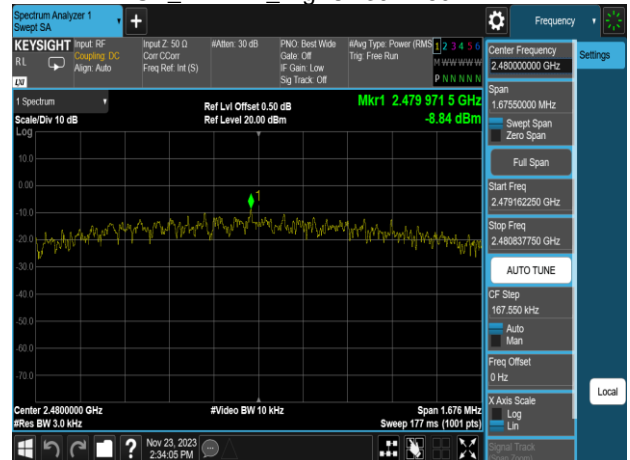 Spectrum Analyzer 1
Swept SA
Frequency
KEYSIGHT
RL
LXI
Input: RF
Coupling: DC
Align: Auto
Input Z: 50 Ω
Corr CCorr
Freq Ref: Int (S)
#Atten: 30 dB
PNO: Best Wide
Gate: Off
IF Gain: Low
Sig Track: Off
#Avg Type: Power (RMS
Trig: Free Run
1 2 3 4 5 6
M W W W W W
P N N N N N
1 Spectrum
Scale/Div 10 dB
Log
Ref Lvl Offset 0.50 dB
Ref Level 20.00 dBm
Mkr1 2.479 971 5 GHz
-8.84 dBm
1
10.0
0.00
-10.0
-20.0
-30.0
-40.0
-50.0
-60.0
-70.0
Center 2.4800000 GHz
#Res BW 3.0 kHz
#Video BW 10 kHz
Span 1.676 MHz
Sweep 177 ms (1001 pts)
Nov 23, 2023
2:34:05 PM
Center Frequency
2.480000000 GHz
Settings
Span
1.67550000 MHz
Swept Span
Zero Span
Full Span
Start Freq
2.479162250 GHz
Stop Freq
2.480837750 GHz
AUTO TUNE
CF Step
167.550 kHz
Auto
Man
Freq Offset
0 Hz
X Axis Scale
Log
Lin
Local
Signal Track
(Span Zoom)